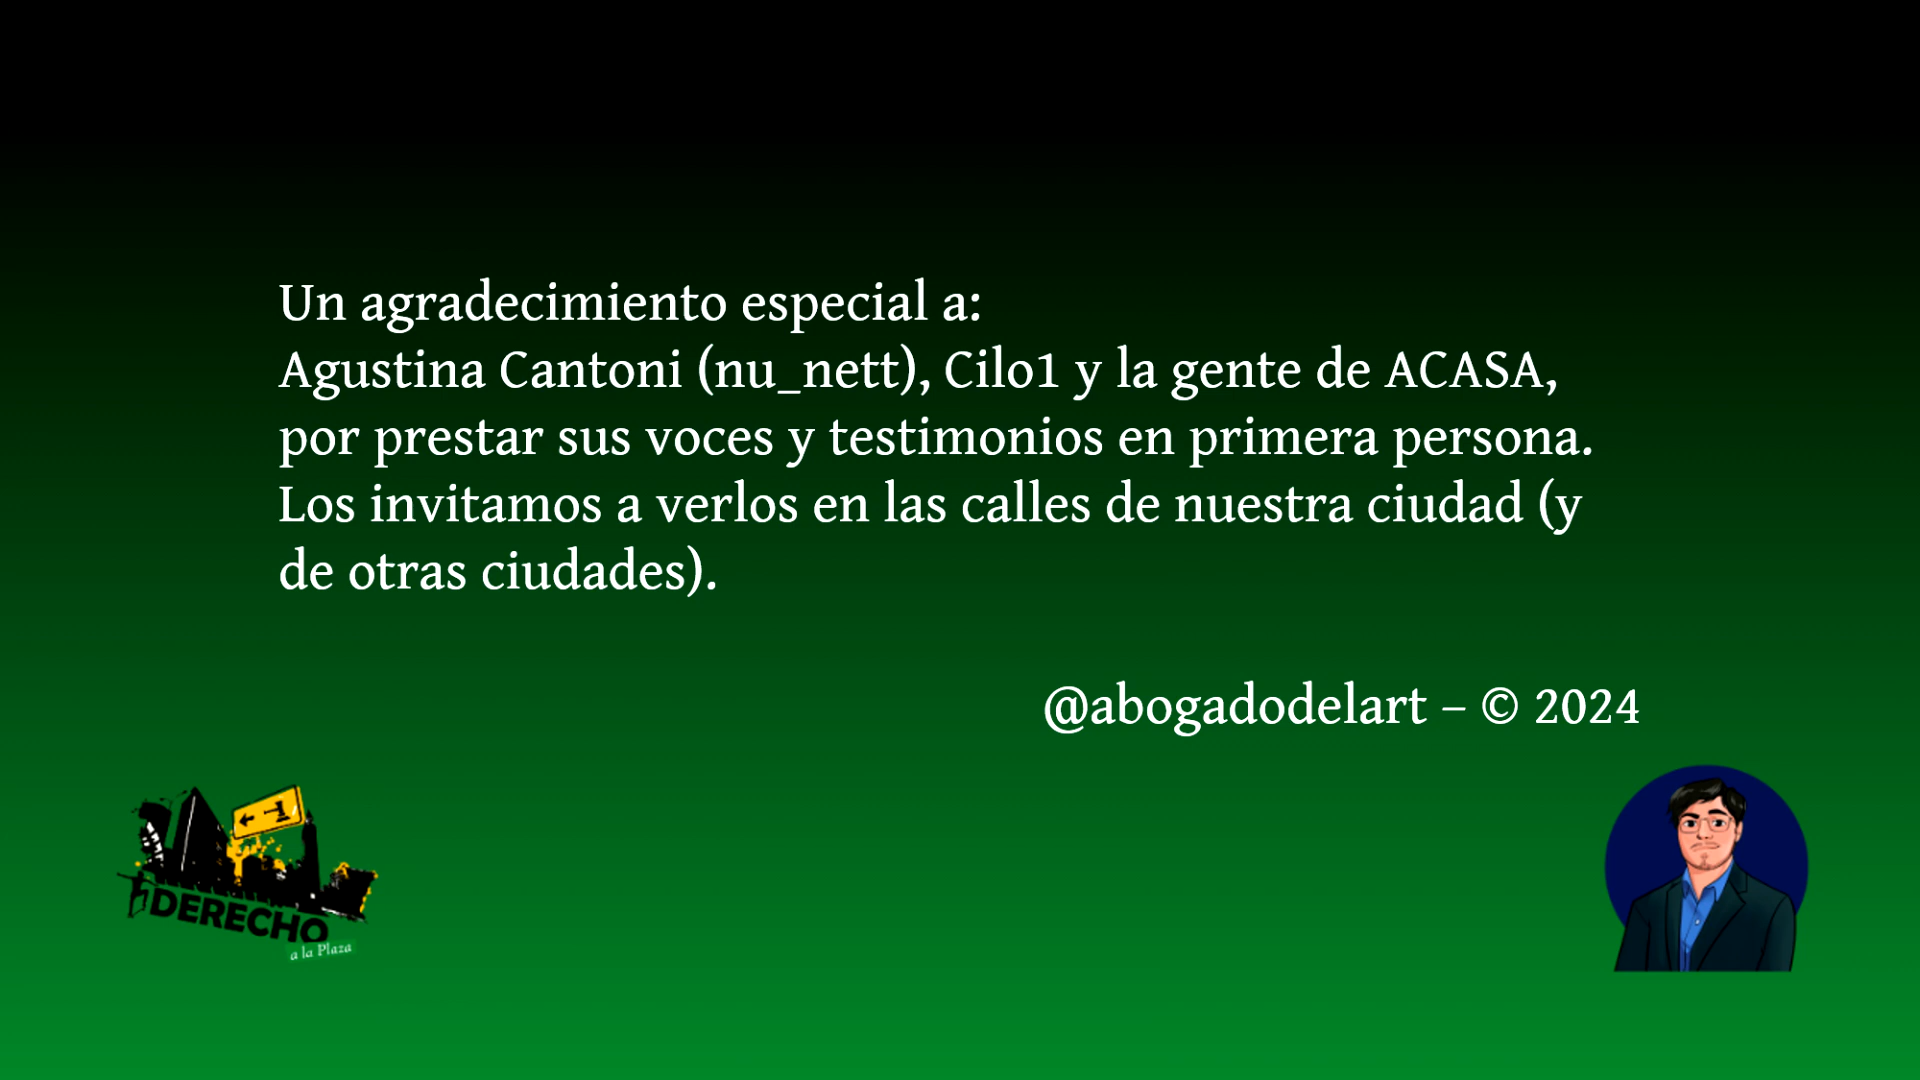 Un agradecimiento especial a:
Agustina Cantoni (nu_nett), Cilo1 y la gente de ACASA,
por prestar sus voces y testimonios en primera persona.
Los invitamos a verlos en las calles de nuestra ciudad (y
de otras ciudades).
@abogadodelart – © 2024
DERECHO
a la Plaza